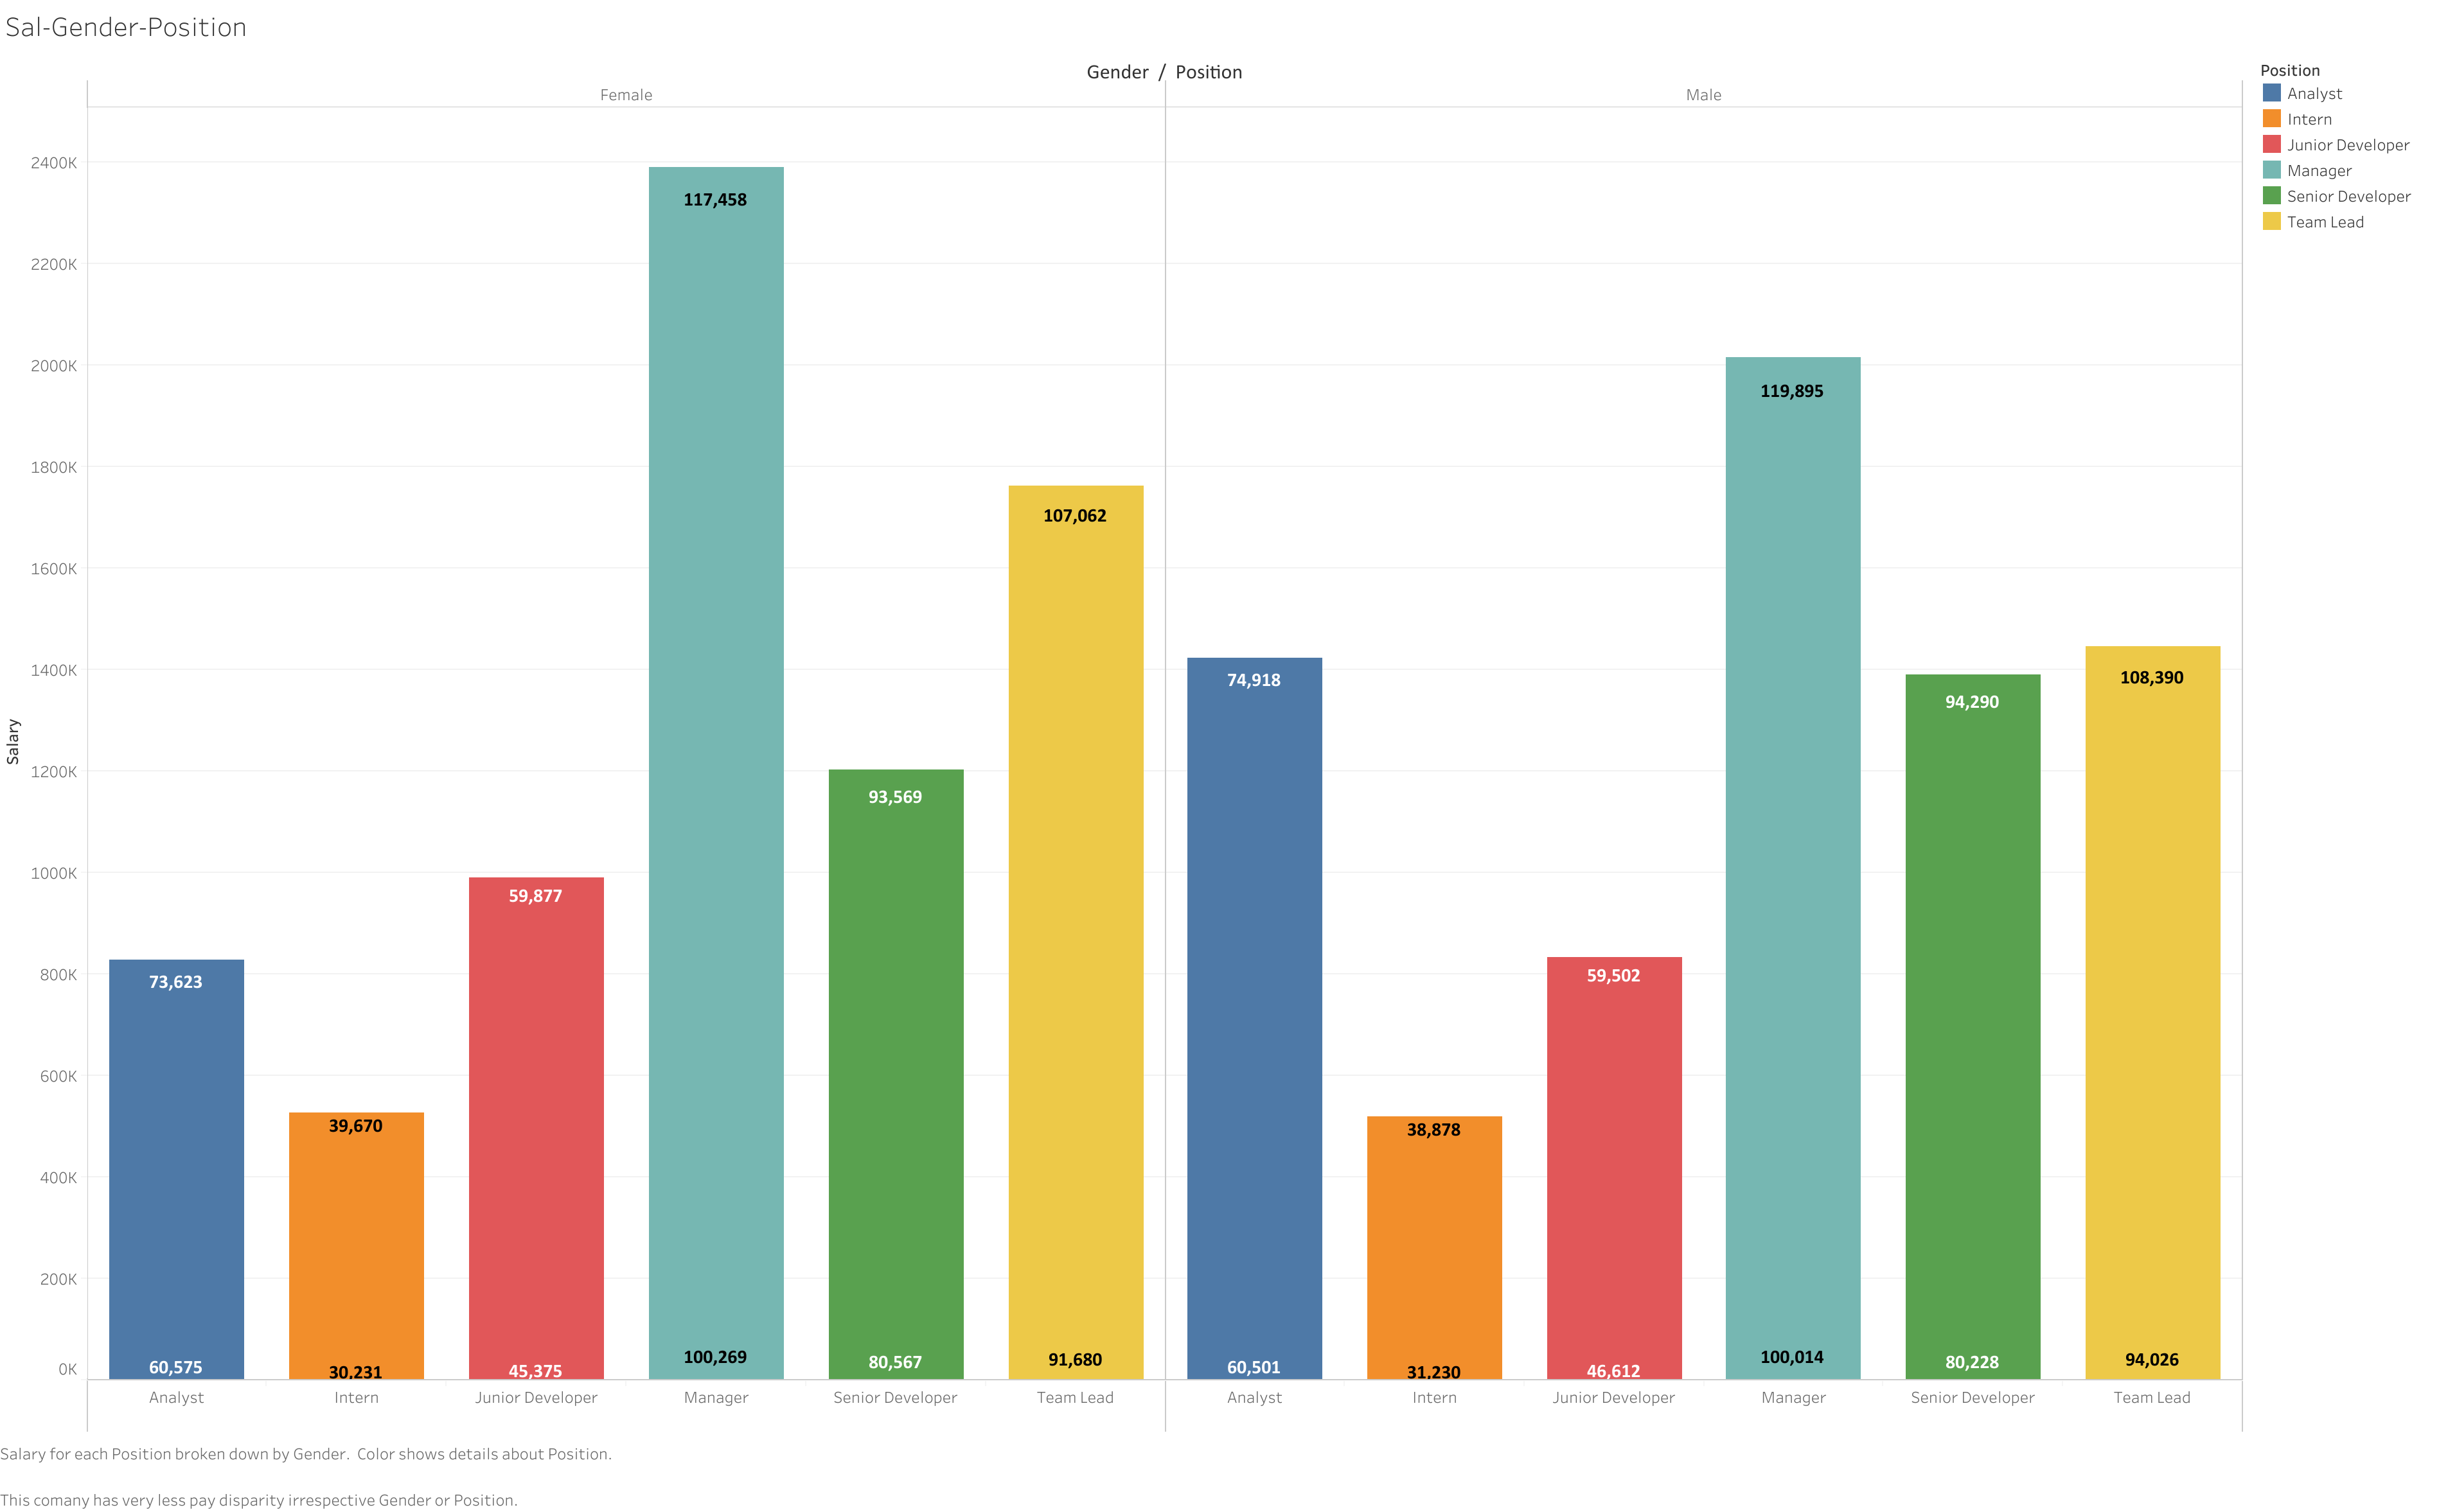 Sal-Gender-Position
Gender / Position
Female
Male
Position
Analyst
Intern
Junior Developer
Manager
Senior Developer
Team Lead
Salary
2400K
2200K
2000K
1800K
1600K
1400K
1200K
1000K
800K
600K
400K
200K
0K
117,458
119,895
107,062
74,918
108,390
94,290
93,569
59,877
73,623
59,502
39,670
38,878
60,575
30,231
45,375
100,269
80,567
91,680
60,501
31,230
46,612
100,014
80,228
94,026
Analyst
Intern
Junior Developer
Manager
Senior Developer
Team Lead
Analyst
Intern
Junior Developer
Manager
Senior Developer
Team Lead
Salary for each Position broken down by Gender.  Color shows details about Position.
This comany has very less pay disparity irrespective Gender or Position.